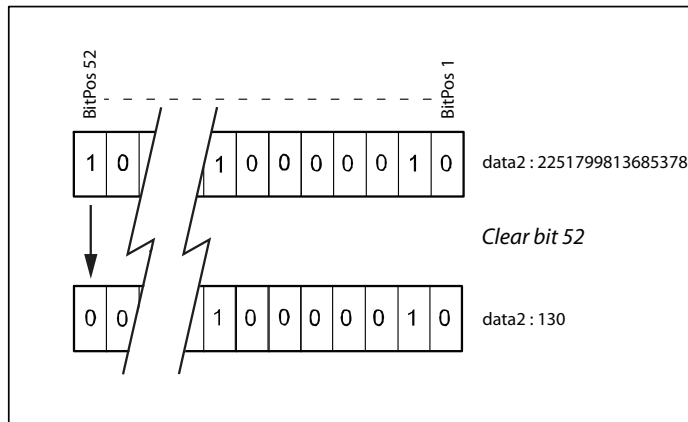 BitPos 52
BitPos 1
1 0 1 0 0 0 0 0 1 0
data2 : 2251799813685378
Clear bit 52
0 0 1 0 0 0 0 0 1 0
data2 : 130